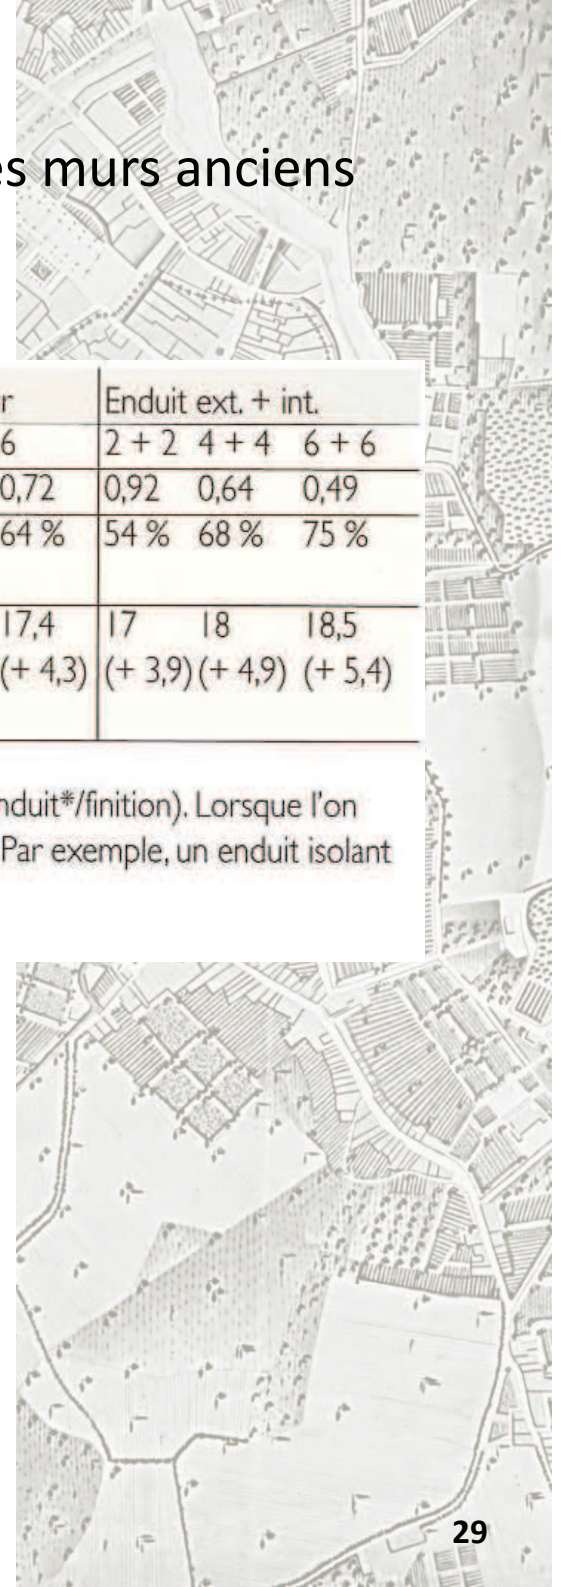 es murs anciens
r Enduit ext. + int.
6 2 + 2 4 + 4 6 + 6
0,72 0,92 0,64 0,49
64 % 54 % 68 % 75 %
17,4 17 18 18,5
(+ 4,3) (+ 3,9) (+ 4,9) (+ 5,4)
nduit*/finition). Lorsque l’on
Par exemple, un enduit isolant
29